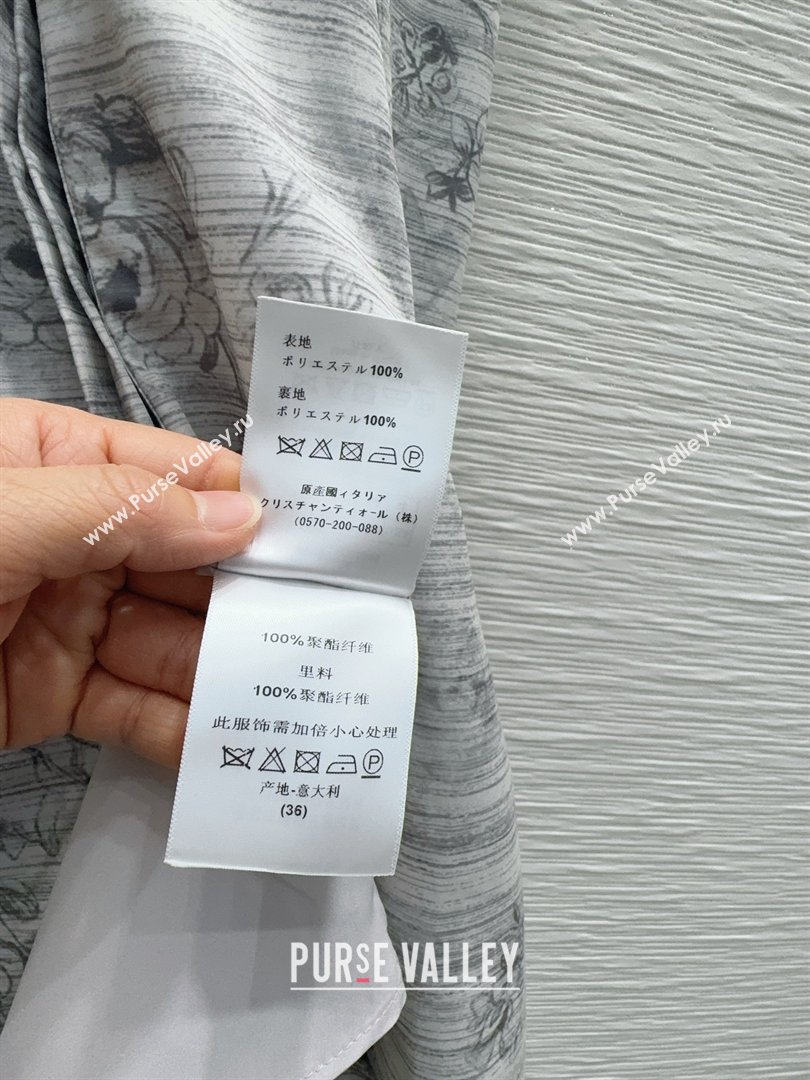 表地
ポリエステル100%
裏地
ポリエステル100%
P
原産國ィタリア
クリスチャンティオール（株）
(0570-200-088)
100%聚酯纤维
里料
100%聚酯纤维
此服饰需加倍小心处理
P
产地-意大利
(36)
www.PurseValley.ru
www.PurseValley.ru
PURSE VALLEY